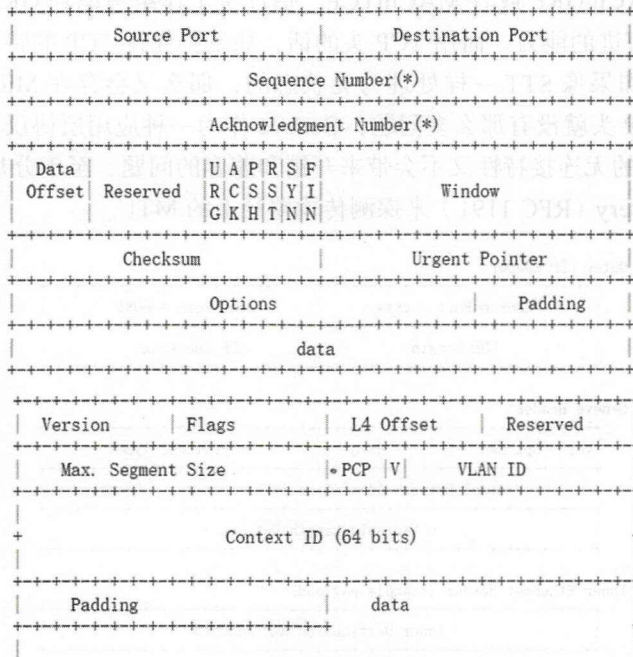 Source Port | Destination Port
Sequence Number(*)
Acknowledgment Number(*)
Data |U|A|P|R|S|F|
Offset| Reserved |R|C|S|S|Y|I| Window
|G|K|H|T|N|N|
Checksum | Urgent Pointer
Options | Padding
data
Version | Flags | L4 Offset | Reserved
Max. Segment Size | PCP |V| VLAN ID
Context ID (64 bits)
Padding | data